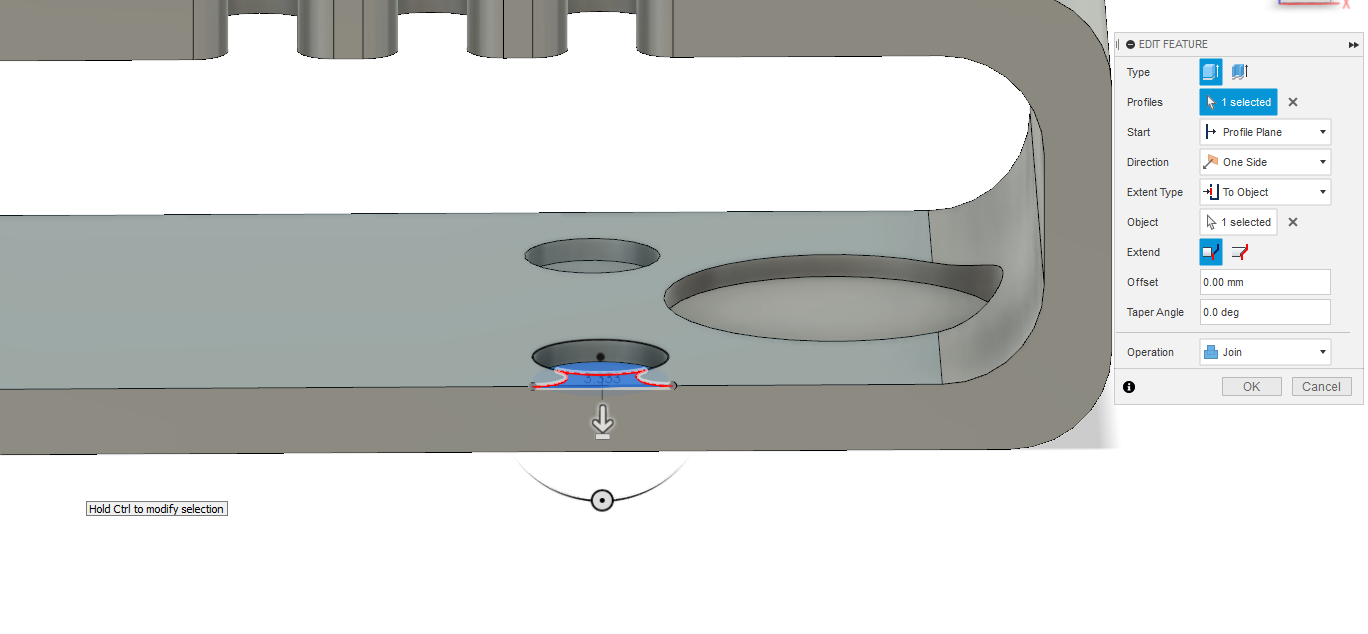 EDIT FEATURE
Type
Profiles 1 selected
Start Profile Plane
Direction One Side
Extent Type To Object
Object 1 selected
Extend
Offset 0.00 mm
Taper Angle 0.0 deg
Operation Join
OK Cancel
3.333
Hold Ctrl to modify selection
X